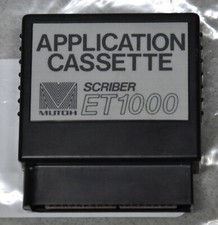 APPLICATION
CASSETTE
SCRIBER
MUTOH
ET1000